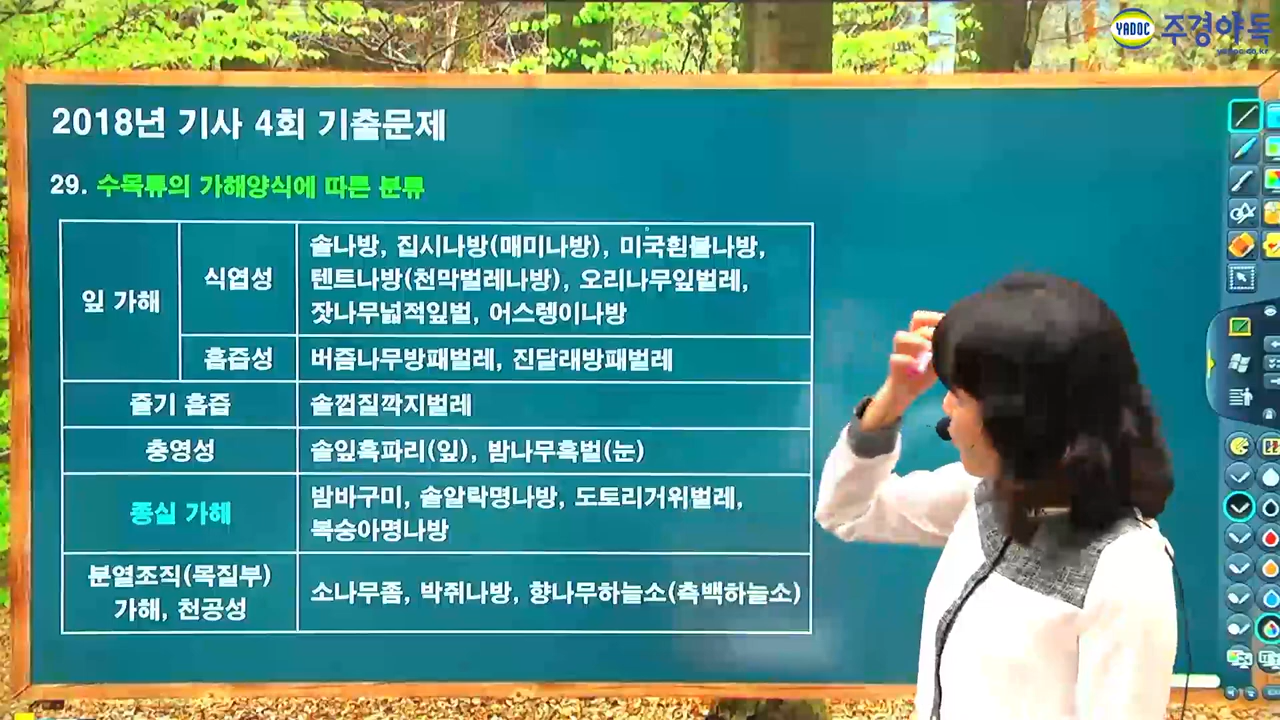 YADOC 주경야독
yadoc.co.kr
2018년 기사 4회 기출문제
29. 수목류의 가해양식에 따른 분류
잎 가해
식엽성
솔나방, 집시나방(매미나방), 미국흰불나방,
텐트나방(천막벌레나방), 오리나무잎벌레,
잣나무넓적잎벌, 어스렝이나방
흡즙성
버즘나무방패벌레, 진달래방패벌레
줄기 흡즙
솔껍질깍지벌레
충영성
솔잎혹파리(잎), 밤나무혹벌(눈)
종실 가해
밤바구미, 솔알락명나방, 도토리거위벌레,
복숭아명나방
분열조직(목질부)
가해, 천공성
소나무좀, 박쥐나방, 향나무하늘소(측백하늘소)